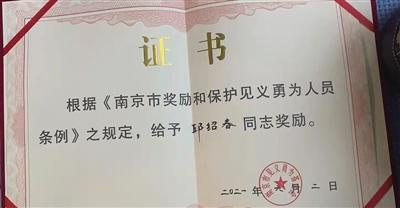 证书
根据《南京市奖励和保护见义勇为人员
条例》之规定，给予 邱绍春 同志奖励。
二〇二一年 月二日